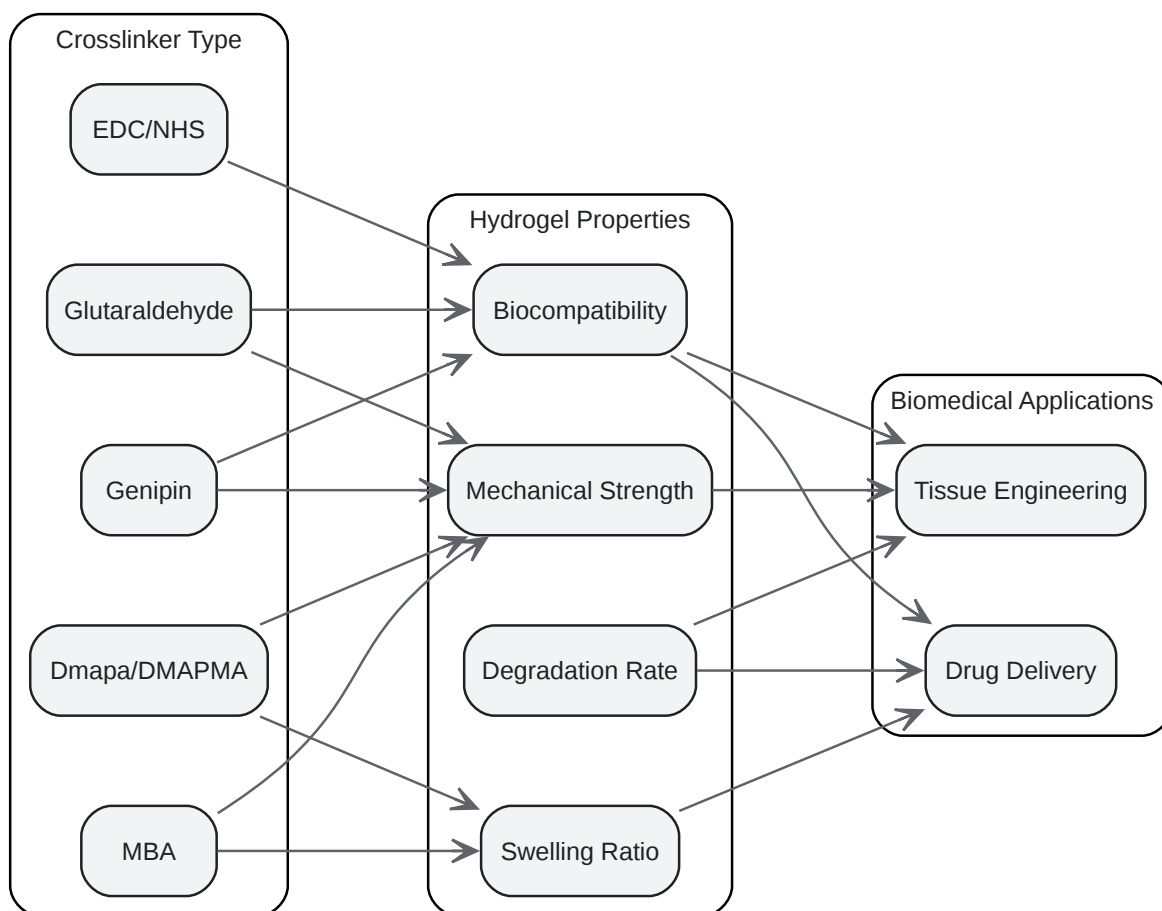 Crosslinker Type
EDC/NHS
Glutaraldehyde
Genipin
Dmapa/DMAPMA
MBA
Hydrogel Properties
Biocompatibility
Mechanical Strength
Degradation Rate
Swelling Ratio
Biomedical Applications
Tissue Engineering
Drug Delivery